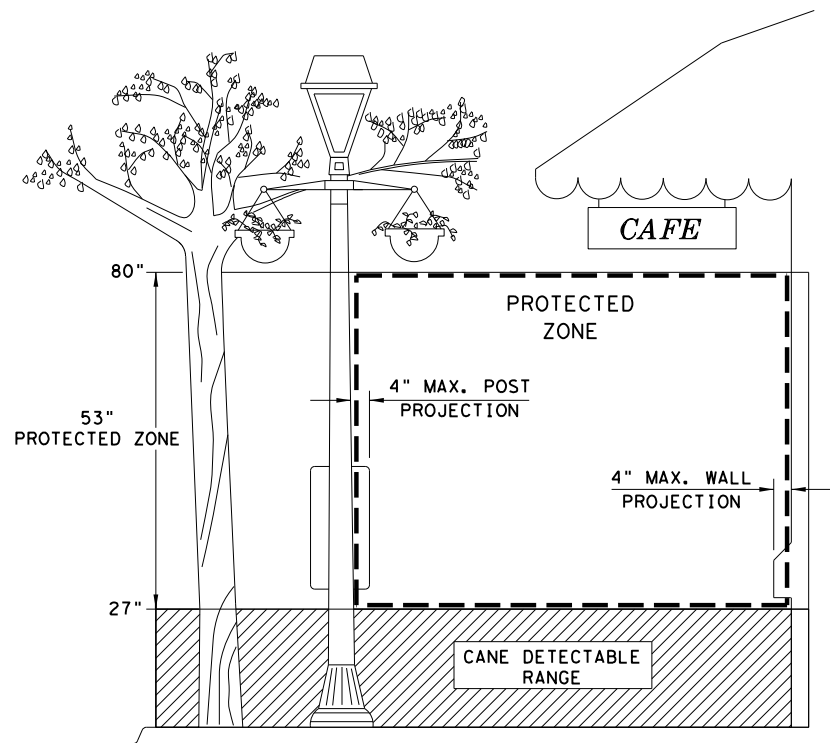 CAFE
80"
PROTECTED
ZONE
4" MAX. POST
PROJECTION
53"
PROTECTED ZONE
4" MAX. WALL
PROJECTION
27"
CANE DETECTABLE
RANGE